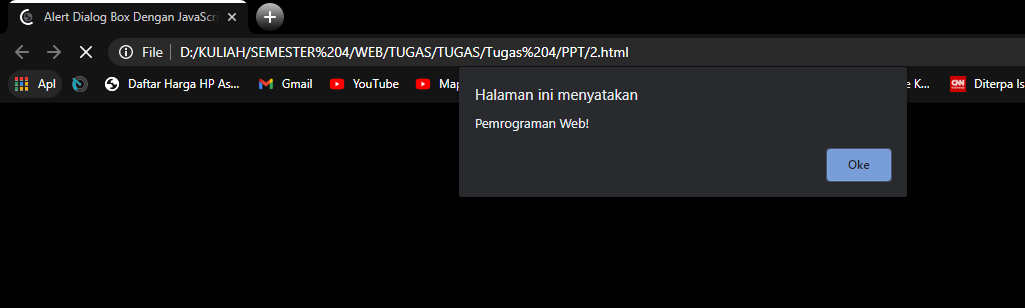 Alert Dialog Box Dengan JavaScri
File D:/KULIAH/SEMESTER%204/WEB/TUGAS/TUGAS/Tugas%204/PPT/2.html
Apl Daftar Harga HP As... Gmail YouTube Map e K... CNN Diterpa Is
Halaman ini menyatakan
Pemrograman Web!
Oke